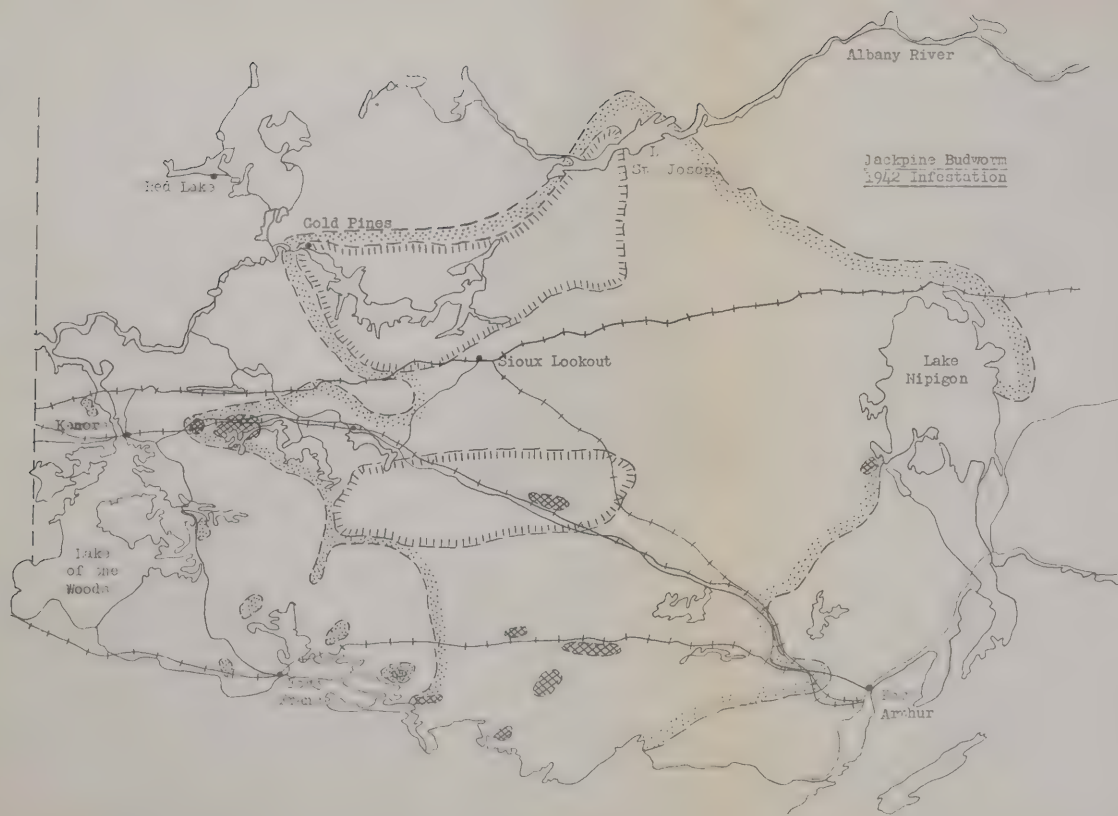 Albany River
Jackpine Budworm
1942 Infestation
L.
St. Joseph
Red Lake
Gold Pines
Sioux Lookout
Lake
Nipigon
Kenora
Lake
of the
Woods
Arthur